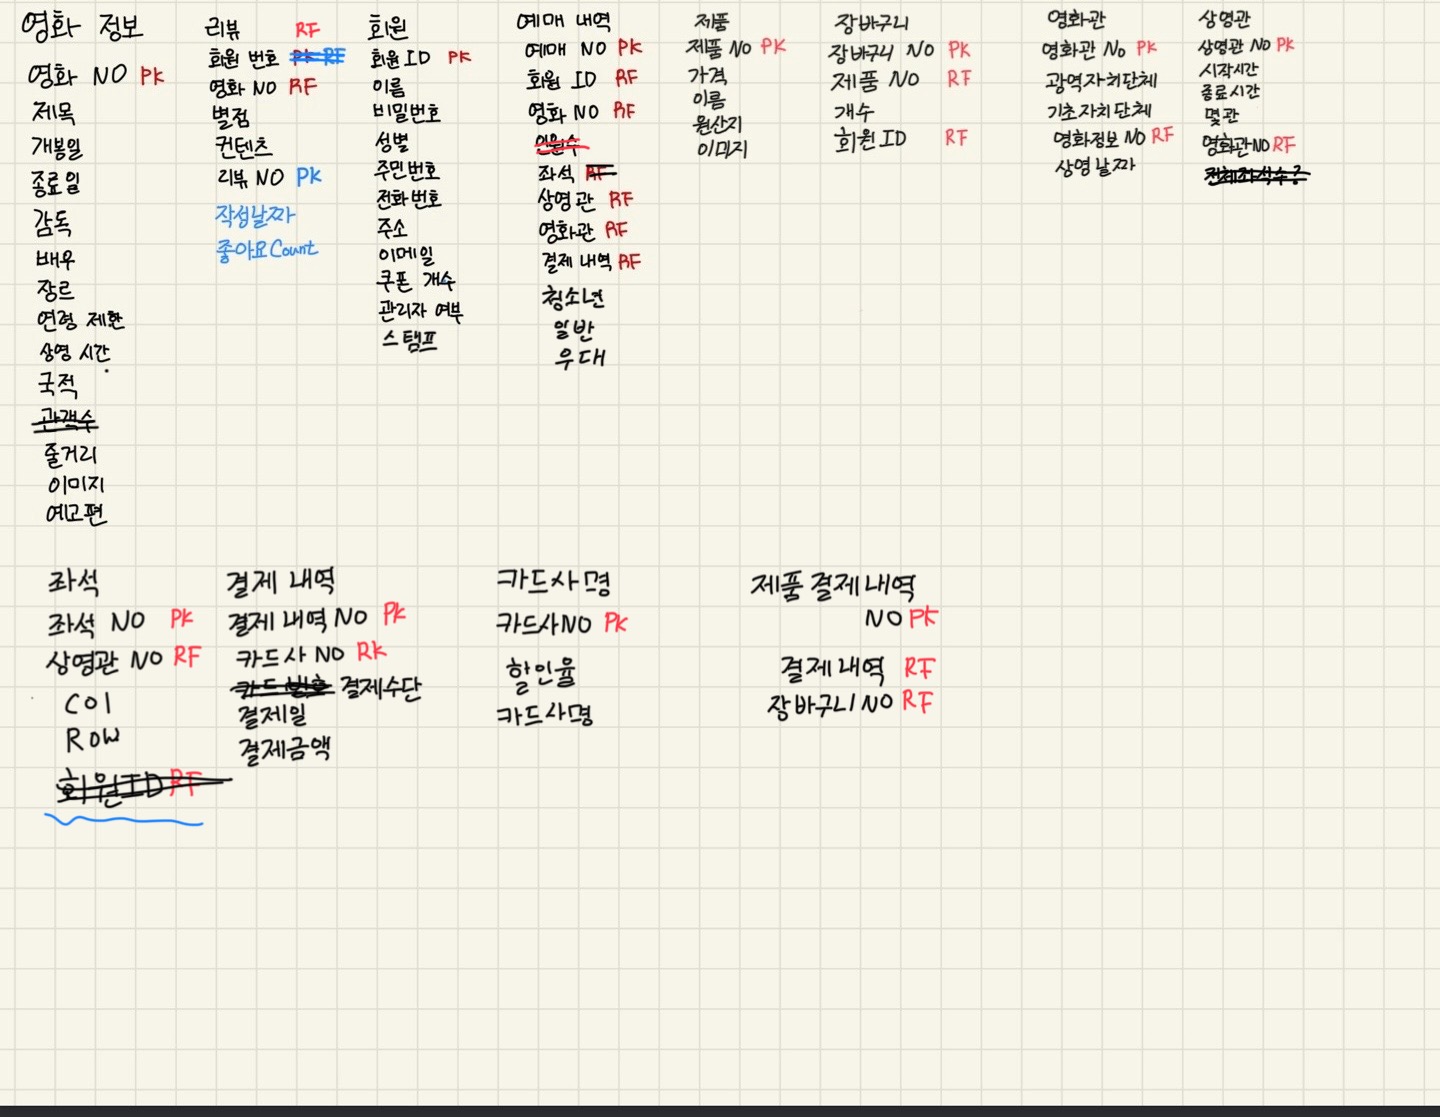 영화 정보
영화 NO PK
제목
개봉일
종료일
감독
배우
장르
연령 제한
상영 시간
국적
관객수
줄거리
이미지
예고편
리뷰 RF
회원 번호 PK RF
영화 NO RF
별점
컨텐츠
리뷰 NO PK
작성날짜
좋아요Count
회원
회원 ID PK
이름
비밀번호
성별
주민번호
전화번호
주소
이메일
쿠폰 개수
관리자 여부
스탬프
예매 내역
예매 NO PK
회원 ID RF
영화 NO RF
인원수
좌석 RF
상영관 RF
영화관 RF
결제 내역 RF
청소년
일반
우대
제품
제품 NO PK
가격
이름
원산지
이미지
장바구니
장바구니 NO PK
제품 NO RF
개수
회원 ID RF
영화관
영화관 No PK
광역자치단체
기초자치단체
영화정보 NO RF
상영날짜
상영관
상영관 NO PK
시작시간
종료시간
몇관
영화관NO RF
전체좌석수?
좌석
좌석 NO PK
상영관 NO RF
COl
ROW
회원ID RF
결제 내역
결제 내역 NO PK
카드사 NO RK
카드 번호 결제수단
결제일
결제금액
카드사명
카드사NO PK
할인율
카드사명
제품결제내역
NO PK
결제내역 RF
장바구니NO RF